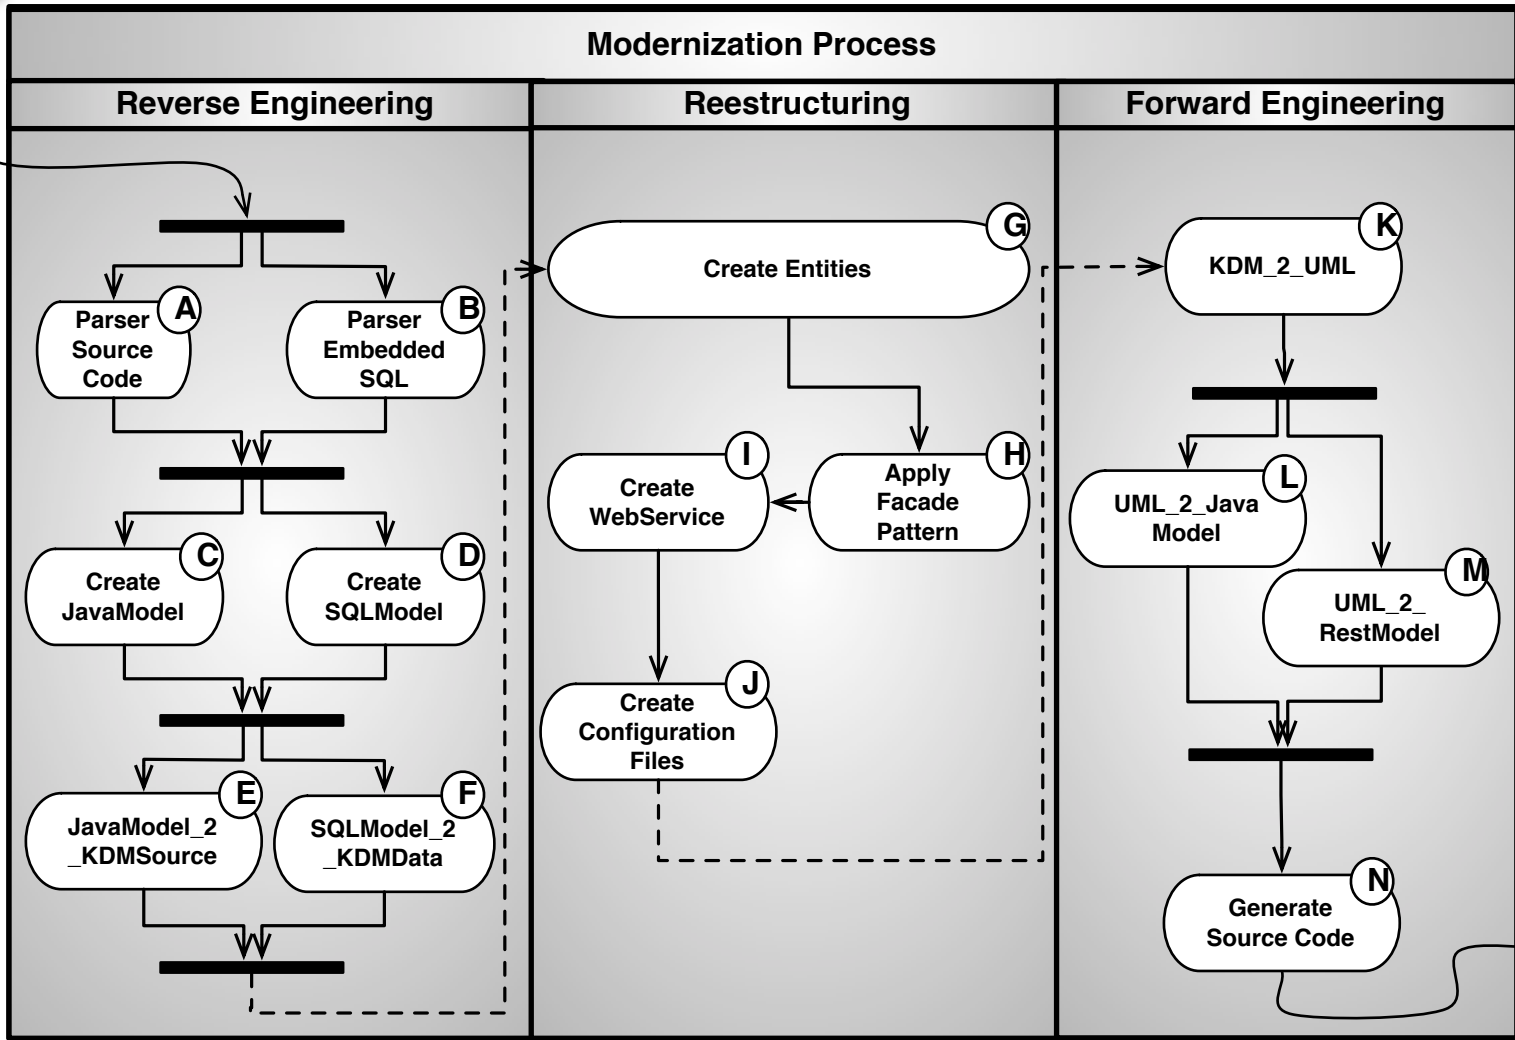 Modernization Process
Reverse Engineering
Reestructuring
Forward Engineering
A
Parser
Source
Code
B
Parser
Embedded
SQL
C
Create
JavaModel
D
Create
SQLModel
E
JavaModel_2
_KDMSource
F
SQLModel_2
_KDMData
G
Create Entities
H
Apply
Facade
Pattern
I
Create
WebService
J
Create
Configuration
Files
K
KDM_2_UML
L
UML_2_Java
Model
M
UML_2_
RestModel
N
Generate
Source Code